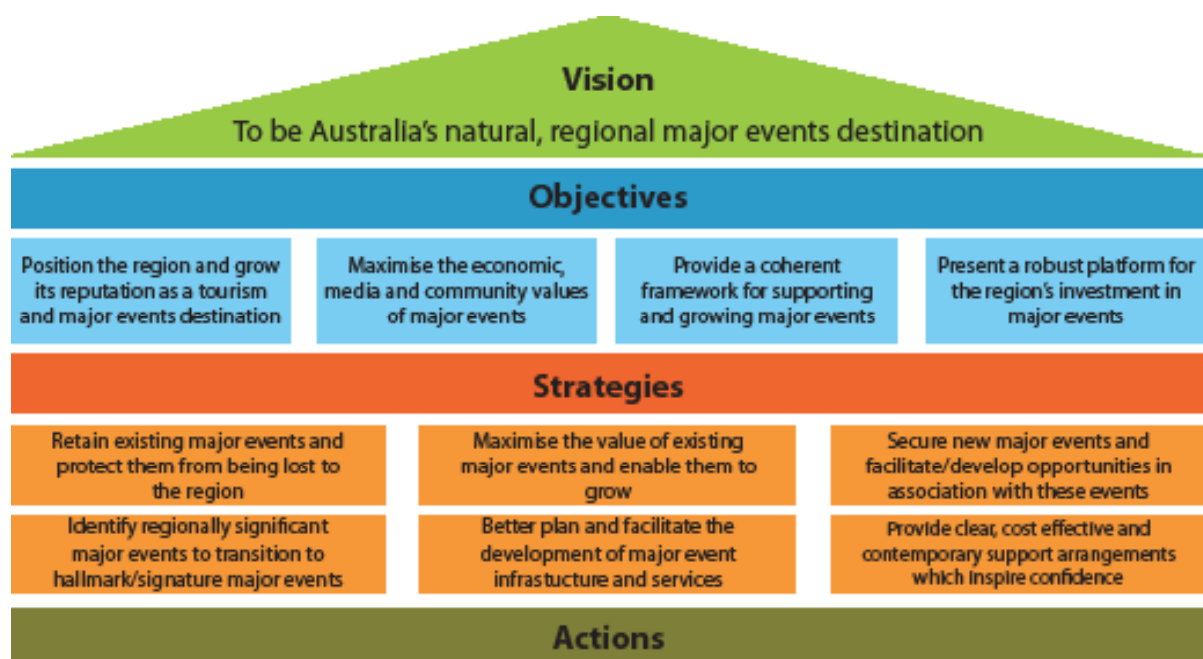 Vision
To be Australia's natural, regional major events destination
Objectives
Position the region and grow
its reputation as a tourism
and major events destination
Maximise the economic,
media and community values
of major events
Provide a coherent
framework for supporting
and growing major events
Present a robust platform for
the region's investment in
major events
Strategies
Retain existing major events and
protect them from being lost to
the region
Maximise the value of existing
major events and enable them to
grow
Secure new major events and
facilitate/develop opportunities in
association with these events
Identify regionally significant
major events to transition to
hallmark/signature major events
Better plan and facilitate the
development of major event
infrastucture and services
Provide clear, cost effective and
contemporary support arrangements
which inspire confidence
Actions